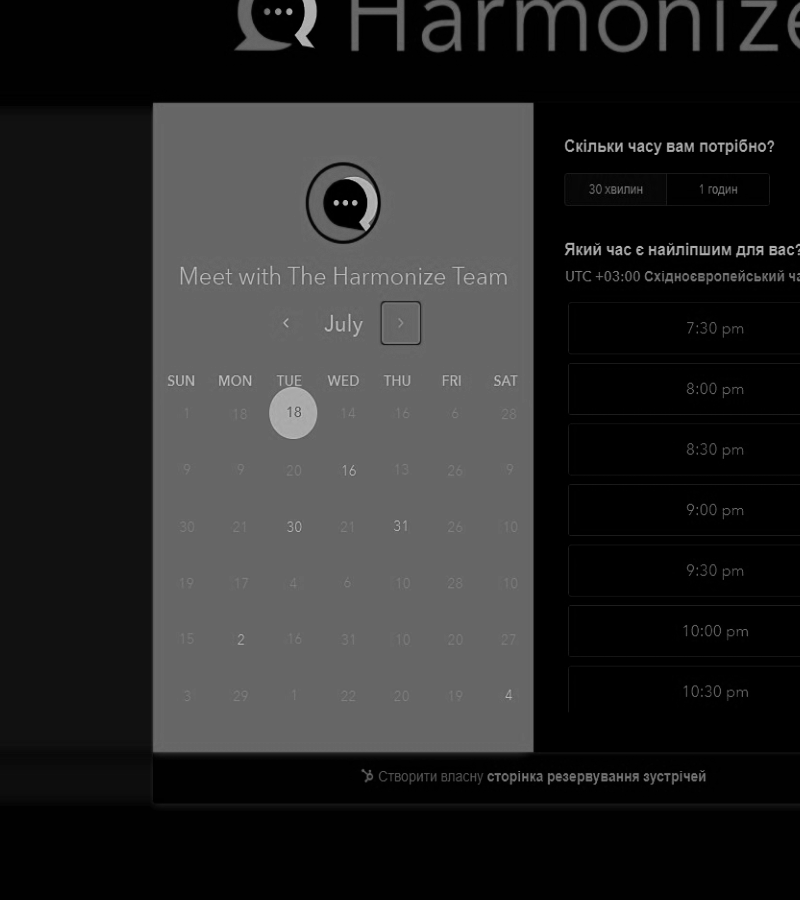 Harmonize
Meet with The Harmonize Team
July
SUN MON TUE WED THU FRI SAT
1 18 18 14 16 6 28
9 9 20 16 13 26 9
30 21 30 21 31 26 10
19 17 4 6 10 28 10
15 2 16 31 10 20 27
3 29 1 22 20 19 4
Скільки часу вам потрібно?
30 хвилин 1 годин
Який час є найліпшим для вас?
UTC +03:00 Східноєвропейський ча
7:30 pm
8:00 pm
8:30 pm
9:00 pm
9:30 pm
10:00 pm
10:30 pm
Створити власну сторінка резервування зустрічей